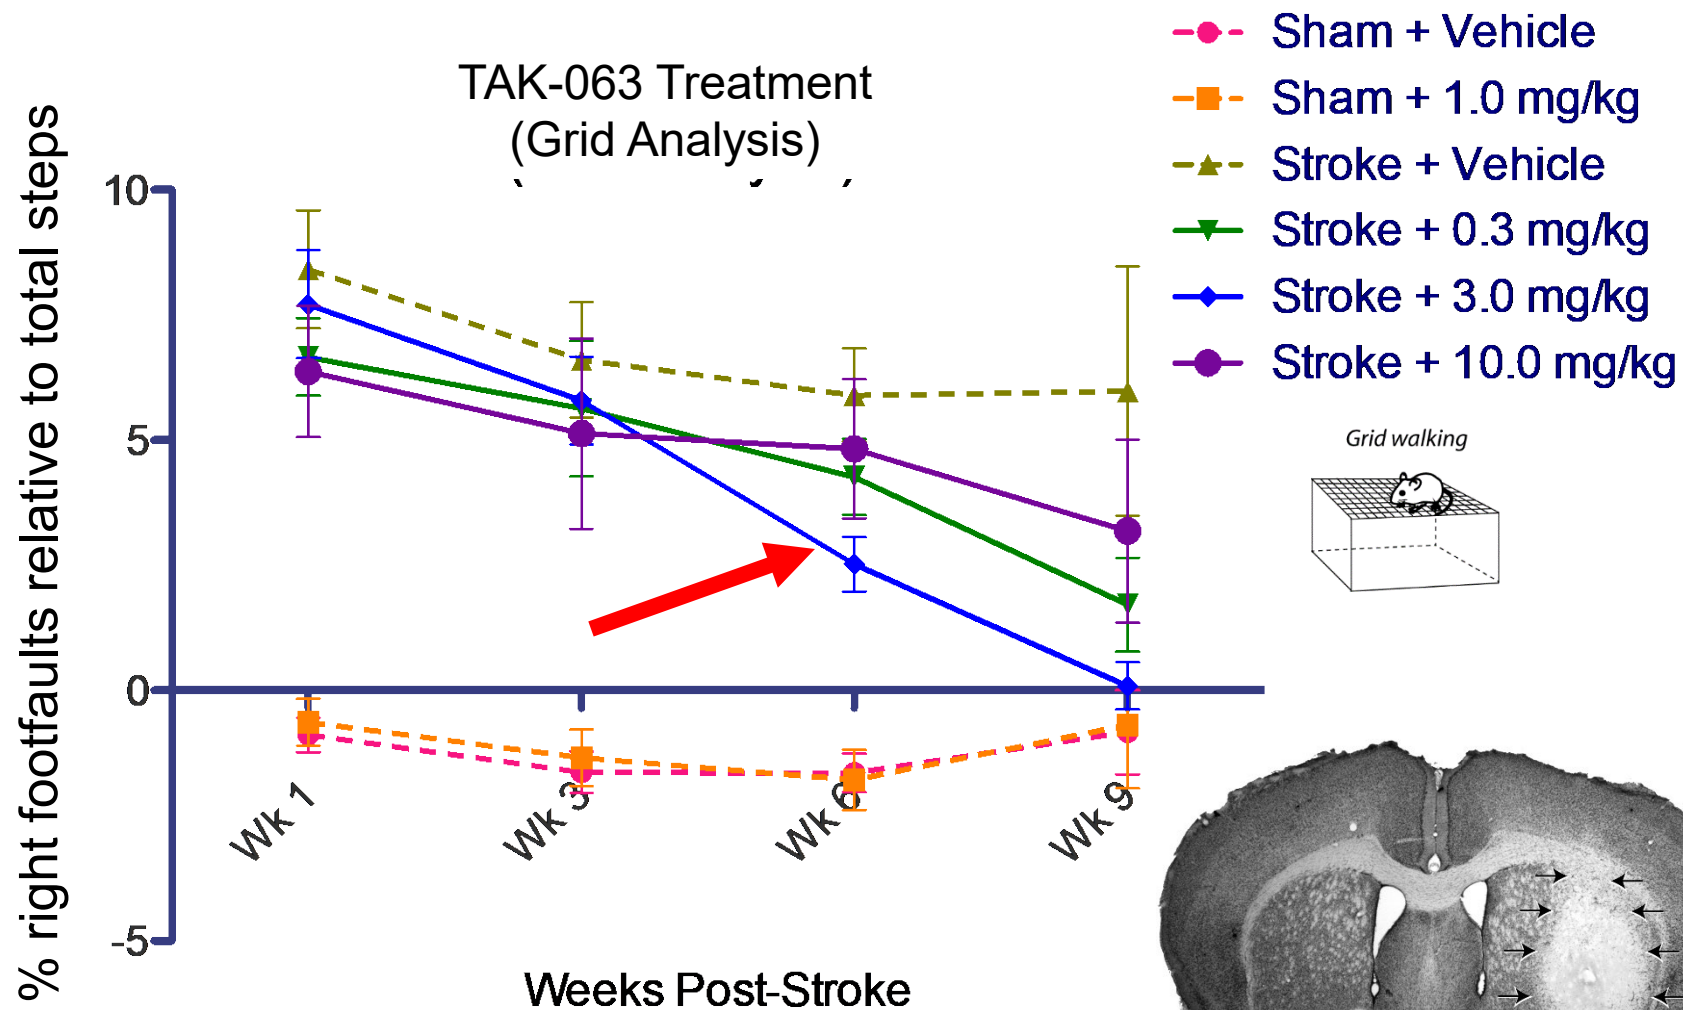 TAK-063 Treatment
(Grid Analysis)
Sham + Vehicle
Sham + 1.0 mg/kg
Stroke + Vehicle
Stroke + 0.3 mg/kg
Stroke + 3.0 mg/kg
Stroke + 10.0 mg/kg
% right footfaults relative to total steps
10
5
0
-5
Wk 1
Wk 3
Wk 6
Wk 9
Weeks Post-Stroke
Grid walking